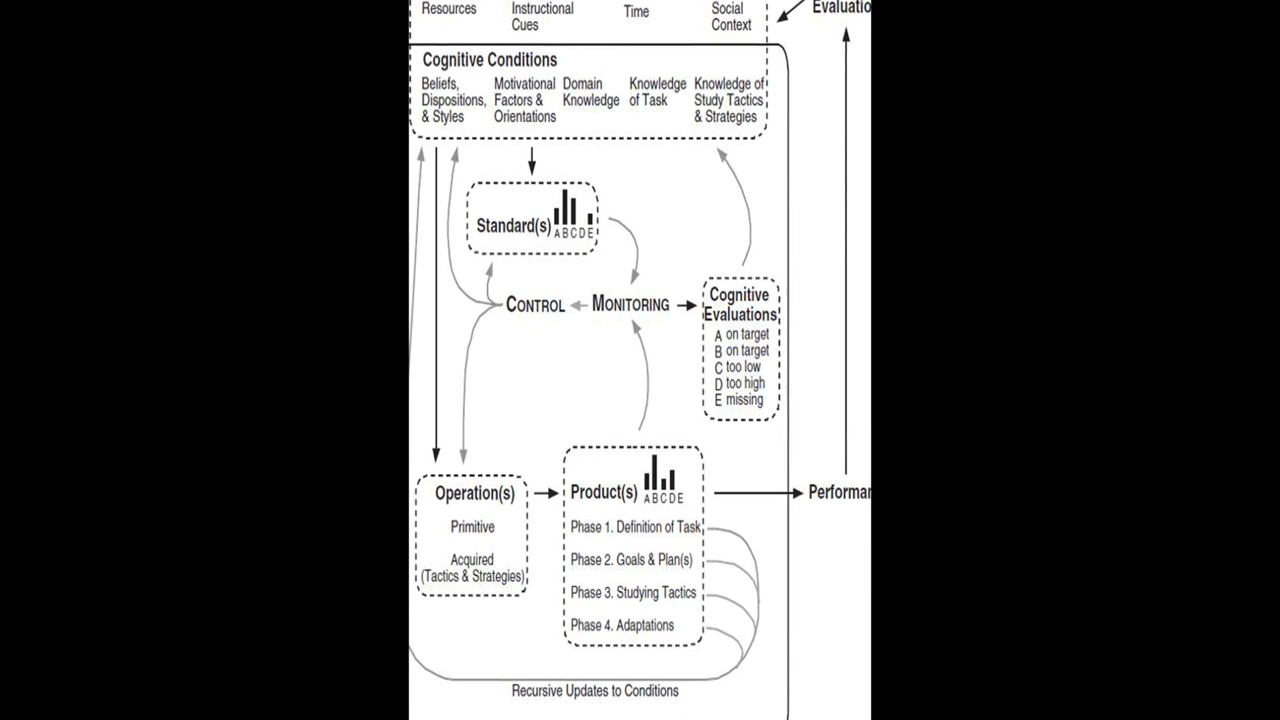 Resources
Instructional
Cues
Time
Social
Context
Evaluatio
Cognitive Conditions
Beliefs,
Dispositions,
& Styles
Motivational
Factors &
Orientations
Domain
Knowledge
Knowledge
of Task
Knowledge of
Study Tactics
& Strategies
Standard(s)
A B C D E
CONTROL
MONITORING
Cognitive
Evaluations
A on target
B on target
C too low
D too high
E missing
Operation(s)
Primitive
Acquired
(Tactics & Strategies)
Product(s)
A B C D E
Phase 1. Definition of Task
Phase 2. Goals & Plan(s)
Phase 3. Studying Tactics
Phase 4. Adaptations
Performan
Recursive Updates to Conditions